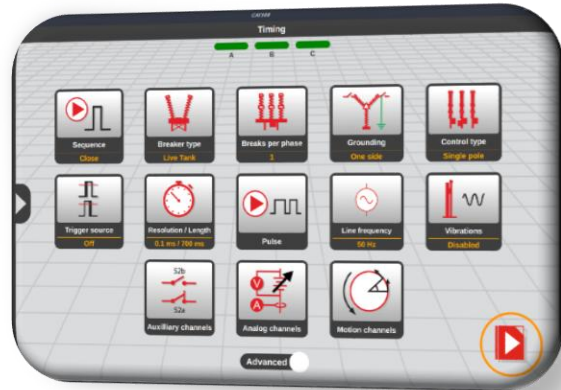 Timing
A B C
Sequence
Close
Breaker type
Live Tank
Breaks per phase
1
Grounding
One side
Control type
Single pole
Trigger source
Off
Resolution / Length
0.1 ms / 700 ms
Pulse
Line frequency
50 Hz
Vibrations
Disabled
S2b
S2a
Auxilliary channels
V
A
Analog channels
Motion channels
Advanced